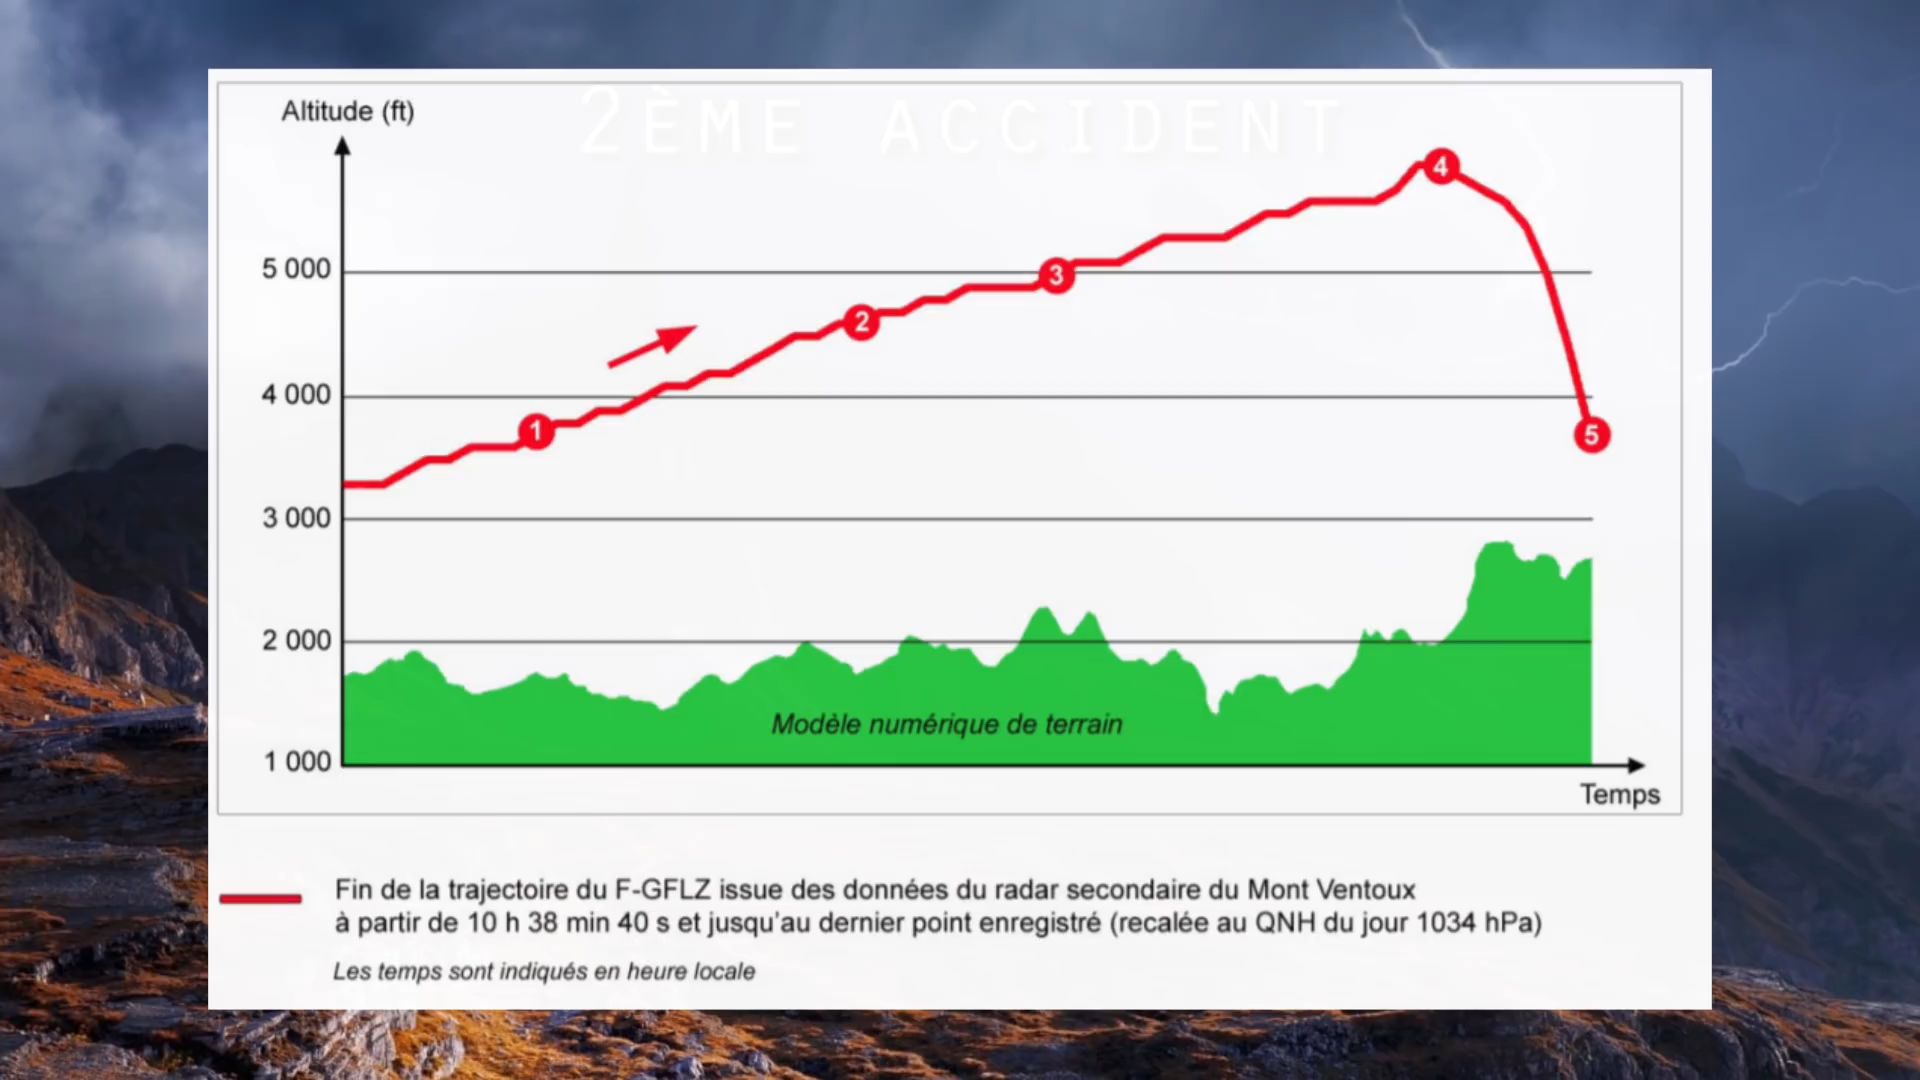 2ÈME ACCIDENT
Altitude (ft)
4
5 000
3
2
4 000
1
5
3 000
2 000
Modèle numérique de terrain
1 000
Temps
Fin de la trajectoire du F-GFLZ issue des données du radar secondaire du Mont Ventoux
à partir de 10 h 38 min 40 s et jusqu'au dernier point enregistré (recalée au QNH du jour 1034 hPa)
Les temps sont indiqués en heure locale